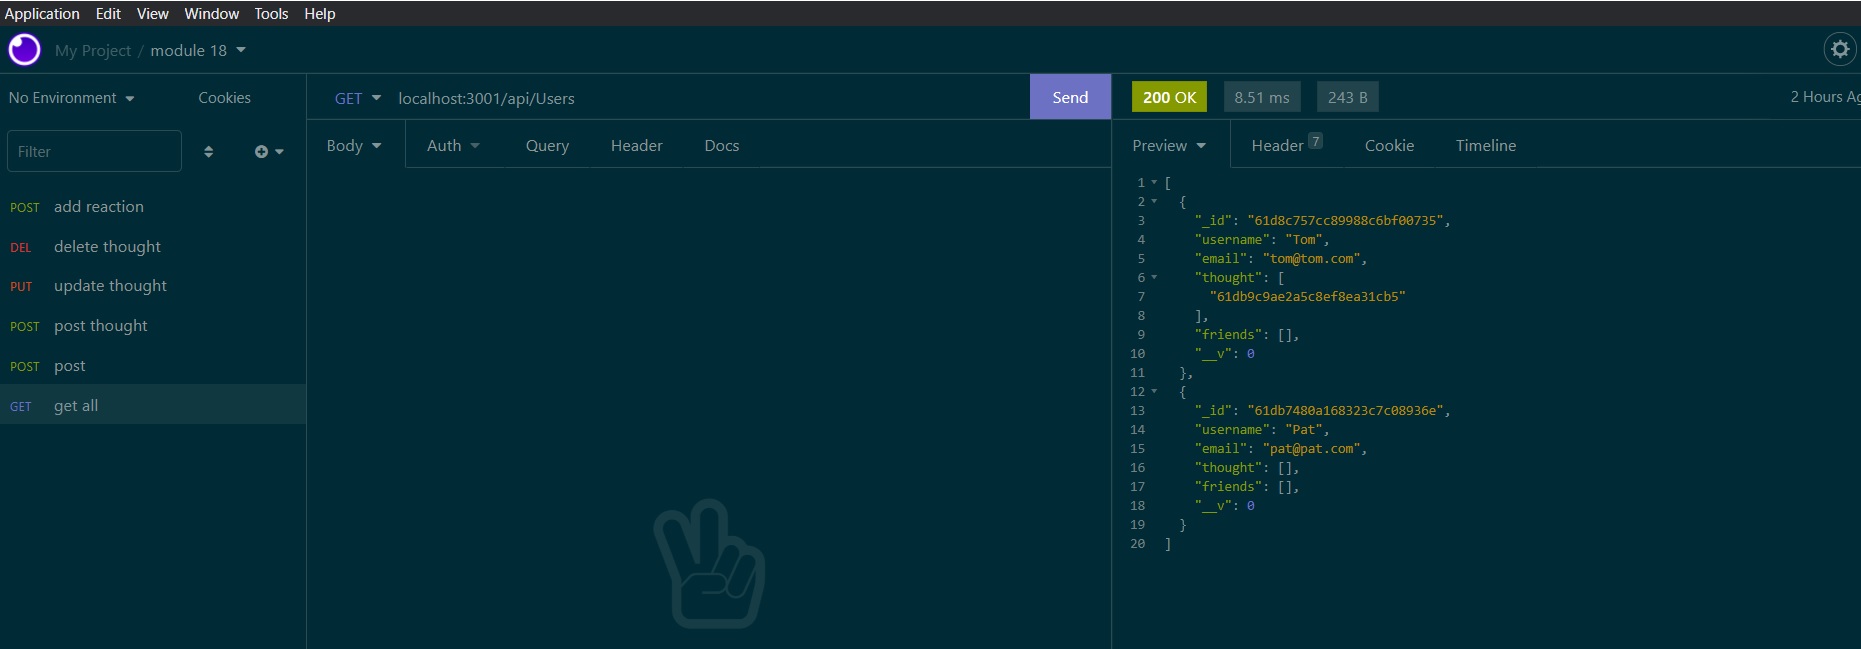 Application Edit View Window Tools Help
My Project / module 18
No Environment Cookies
Filter
POST add reaction
DEL delete thought
PUT update thought
POST post thought
POST post
GET get all
GET localhost:3001/api/Users Send
Body Auth Query Header Docs
200 OK 8.51 ms 243 B 2 Hours Ag
Preview Header 7 Cookie Timeline
1 [
2 {
3 "_id": "61d8c757cc89988c6bf00735",
4 "username": "Tom",
5 "email": "tom@tom.com",
6 "thought": [
7 "61db9c9ae2a5c8ef8ea31cb5"
8 ],
9 "friends": [],
10 "__v": 0
11 },
12 {
13 "_id": "61db7480a168323c7c08936e",
14 "username": "Pat",
15 "email": "pat@pat.com",
16 "thought": [],
17 "friends": [],
18 "__v": 0
19 }
20 ]